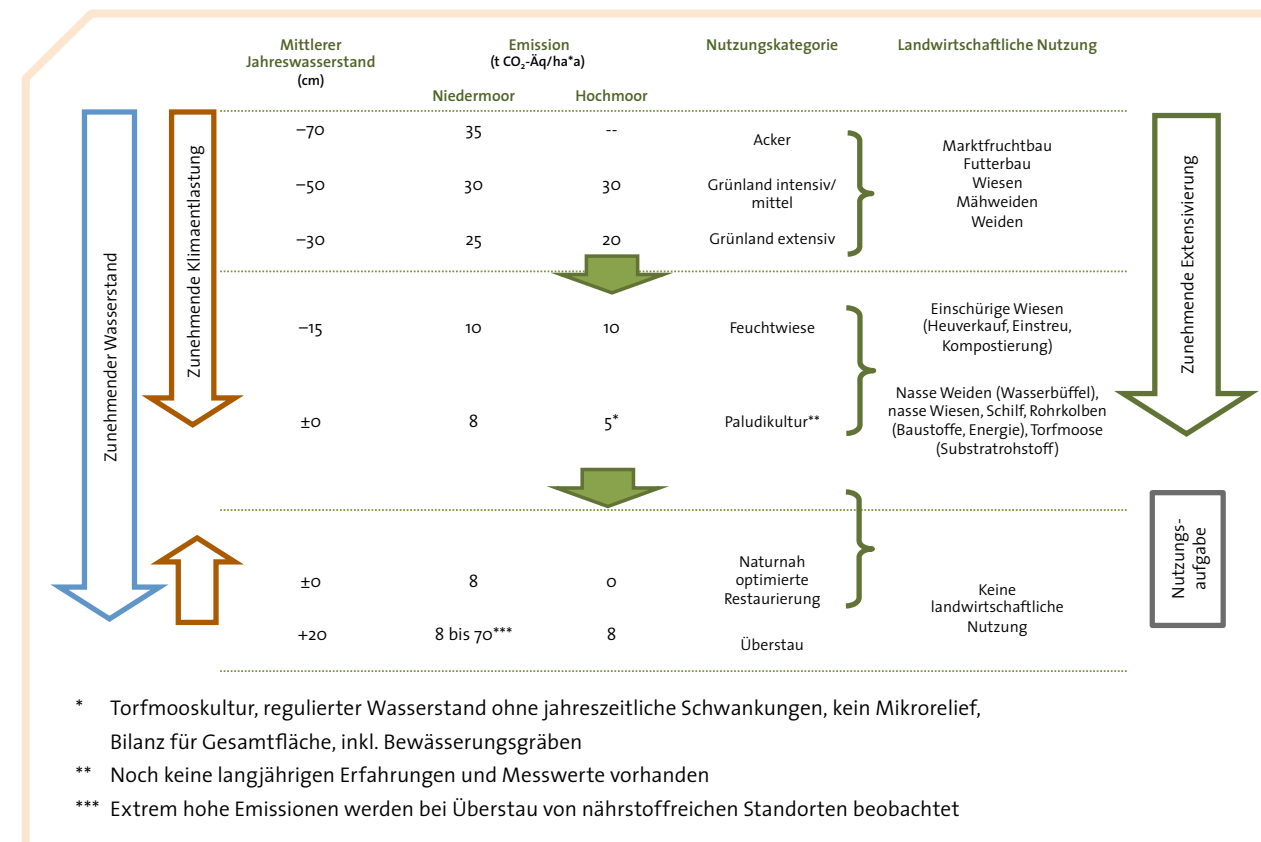 Mittlerer
Jahreswasserstand
(cm)
Emission
(t CO₂-Äq/ha*a)
Nutzungskategorie
Landwirtschaftliche Nutzung
Niedermoor
Hochmoor
Zunehmender Wasserstand
Zunehmende Klimaentlastung
–70
35
--
Acker
–50
30
30
Grünland intensiv/
mittel
–30
25
20
Grünland extensiv
Marktfruchtbau
Futterbau
Wiesen
Mähweiden
Weiden
–15
10
10
Feuchtwiese
Einschürige Wiesen
(Heuverkauf, Einstreu,
Kompostierung)
±0
8
5*
Paludikultur**
Nasse Weiden (Wasserbüffel),
nasse Wiesen, Schilf, Rohrkolben
(Baustoffe, Energie), Torfmoose
(Substratrohstoff)
±0
8
0
Naturnah
optimierte
Restaurierung
+20
8 bis 70***
8
Überstau
Keine
landwirtschaftliche
Nutzung
Zunehmende Extensivierung
Nutzungs-
aufgabe
* Torfmooskultur, regulierter Wasserstand ohne jahreszeitliche Schwankungen, kein Mikrorelief,
Bilanz für Gesamtfläche, inkl. Bewässerungsgräben
** Noch keine langjährigen Erfahrungen und Messwerte vorhanden
*** Extrem hohe Emissionen werden bei Überstau von nährstoffreichen Standorten beobachtet